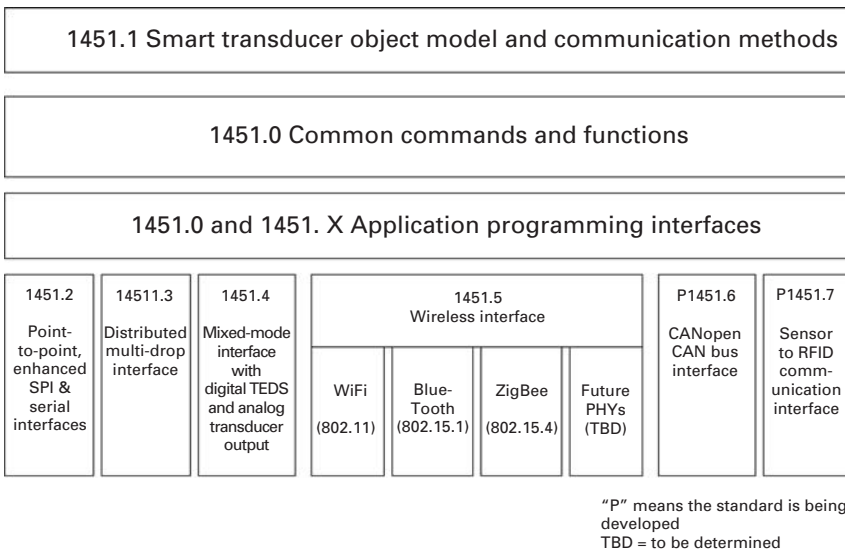 1451.1 Smart transducer object model and communication methods
1451.0 Common commands and functions
1451.0 and 1451. X Application programming interfaces
1451.2
Point-
to-point,
enhanced
SPI &
serial
interfaces
14511.3
Distributed
multi-drop
interface
1451.4
Mixed-mode
interface
with
digital TEDS
and analog
transducer
output
1451.5
Wireless interface
WiFi
(802.11)
Blue-
Tooth
(802.15.1)
ZigBee
(802.15.4)
Future
PHYs
(TBD)
P1451.6
CANopen
CAN bus
interface
P1451.7
Sensor
to RFID
comm-
unication
interface
“P” means the standard is being
developed
TBD = to be determined